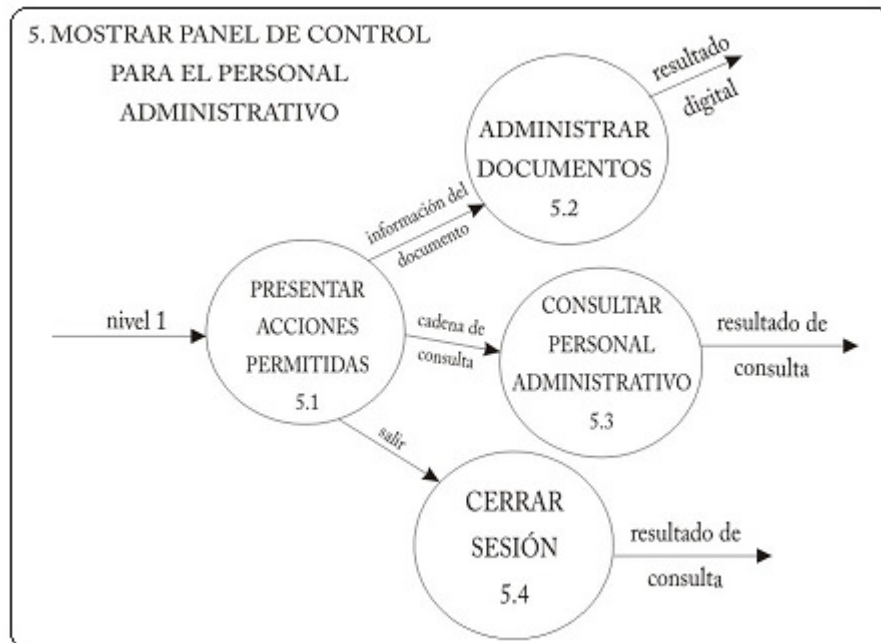 5. MOSTRAR PANEL DE CONTROL
PARA EL PERSONAL
ADMINISTRATIVO
resultado
digital
ADMINISTRAR
DOCUMENTOS
5.2
información del
documento
nivel 1
PRESENTAR
ACCIONES
PERMITIDAS
5.1
cadena de
consulta
CONSULTAR
PERSONAL
ADMINISTRATIVO
5.3
resultado de
consulta
salir
CERRAR
SESIÓN
5.4
resultado de
consulta